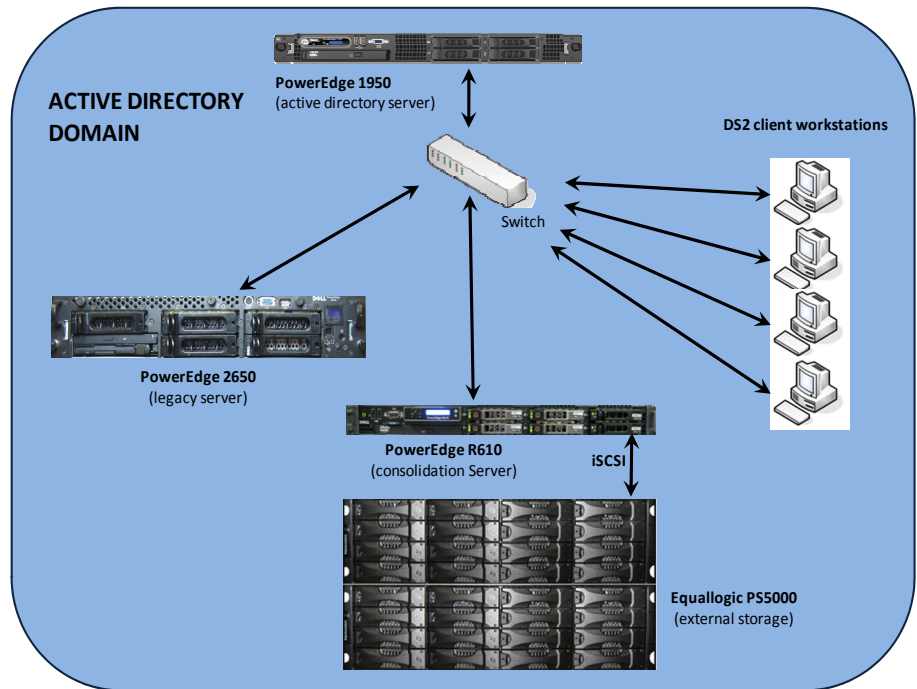 PowerEdge 1950
(active directory server)
ACTIVE DIRECTORY
DOMAIN
DS2 client workstations
Switch
DELL
PowerEdge 2650
(legacy server)
PowerEdge R610
(consolidation Server)
iSCSI
Equallogic PS5000
(external storage)